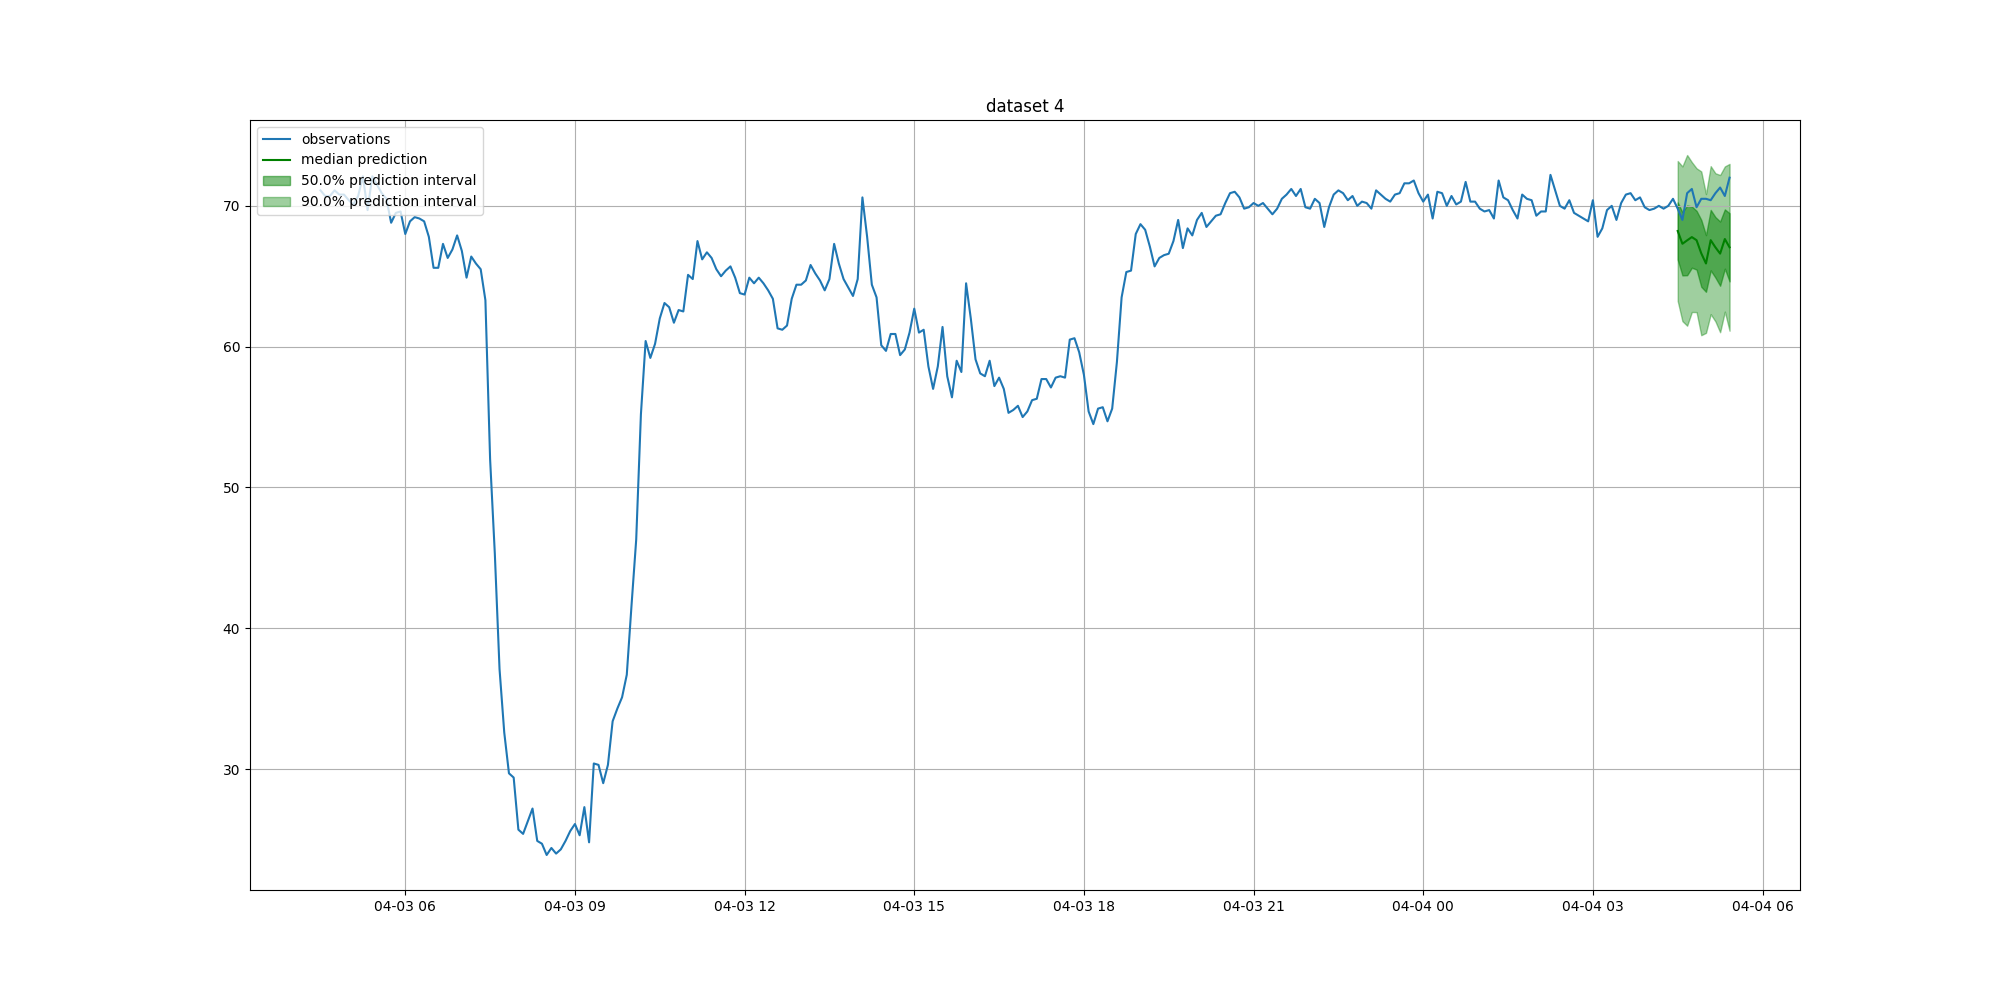 dataset 4
observations
median prediction
50.0% prediction interval
90.0% prediction interval
70
60
50
40
30
04-03 06
04-03 09
04-03 12
04-03 15
04-03 18
04-03 21
04-04 00
04-04 03
04-04 06